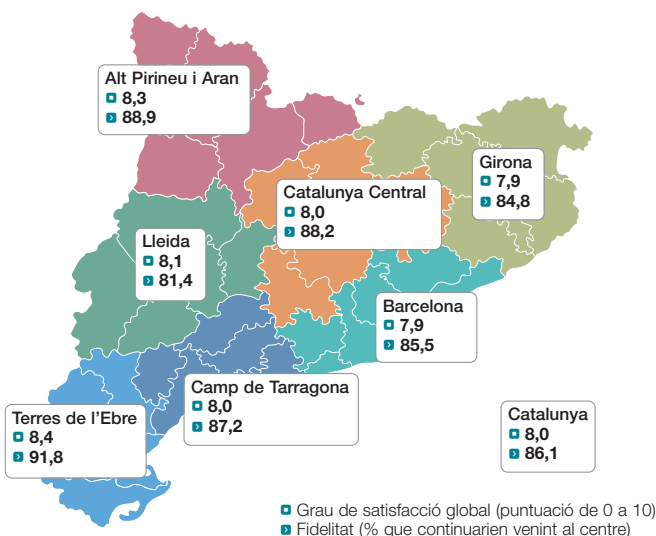 Alt Pirineu i Aran
8,3
88,9
Girona
7,9
84,8
Catalunya Central
8,0
88,2
Lleida
8,1
81,4
Barcelona
7,9
85,5
Camp de Tarragona
8,0
87,2
Terres de l’Ebre
8,4
91,8
Catalunya
8,0
86,1
Grau de satisfacció global (puntuació de 0 a 10)
Fidelitat (% que continuarien venint al centre)